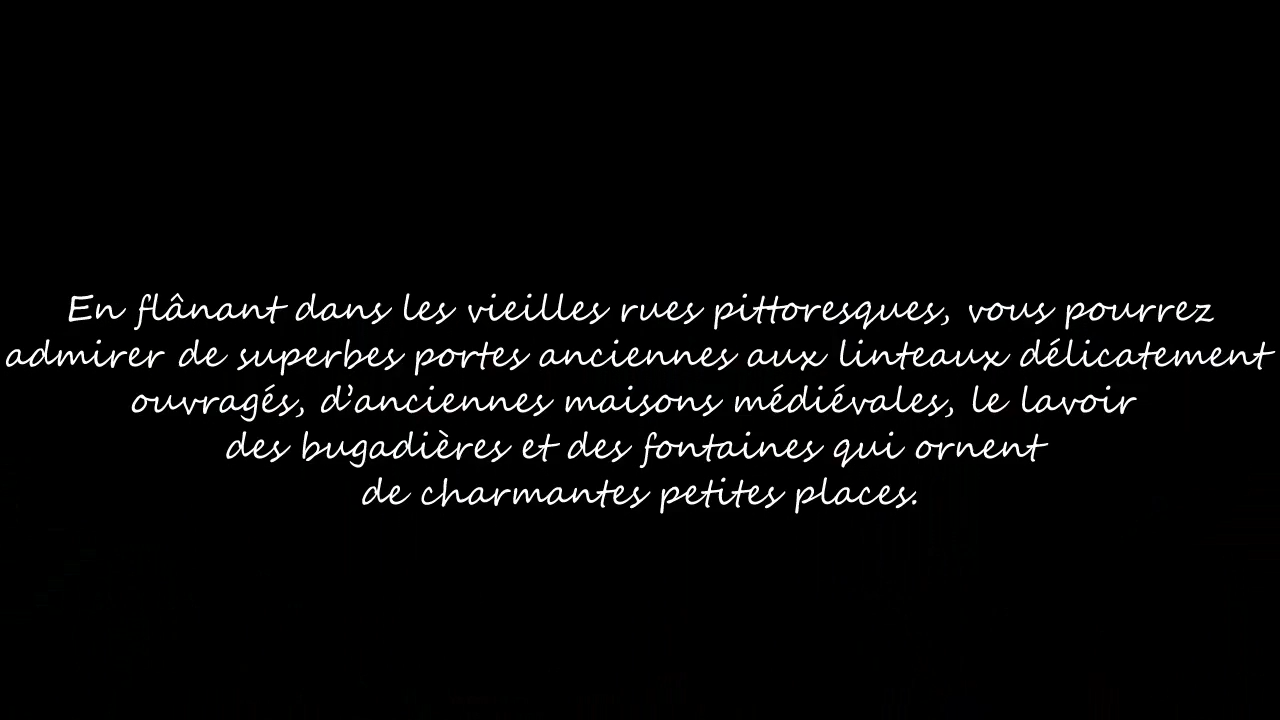 En flânant dans les vieilles rues pittoresques, vous pourrez
admirer de superbes portes anciennes aux linteaux délicatement
ouvragés, d’anciennes maisons médiévales, le lavoir
des bugadières et des fontaines qui ornent
de charmantes petites places.